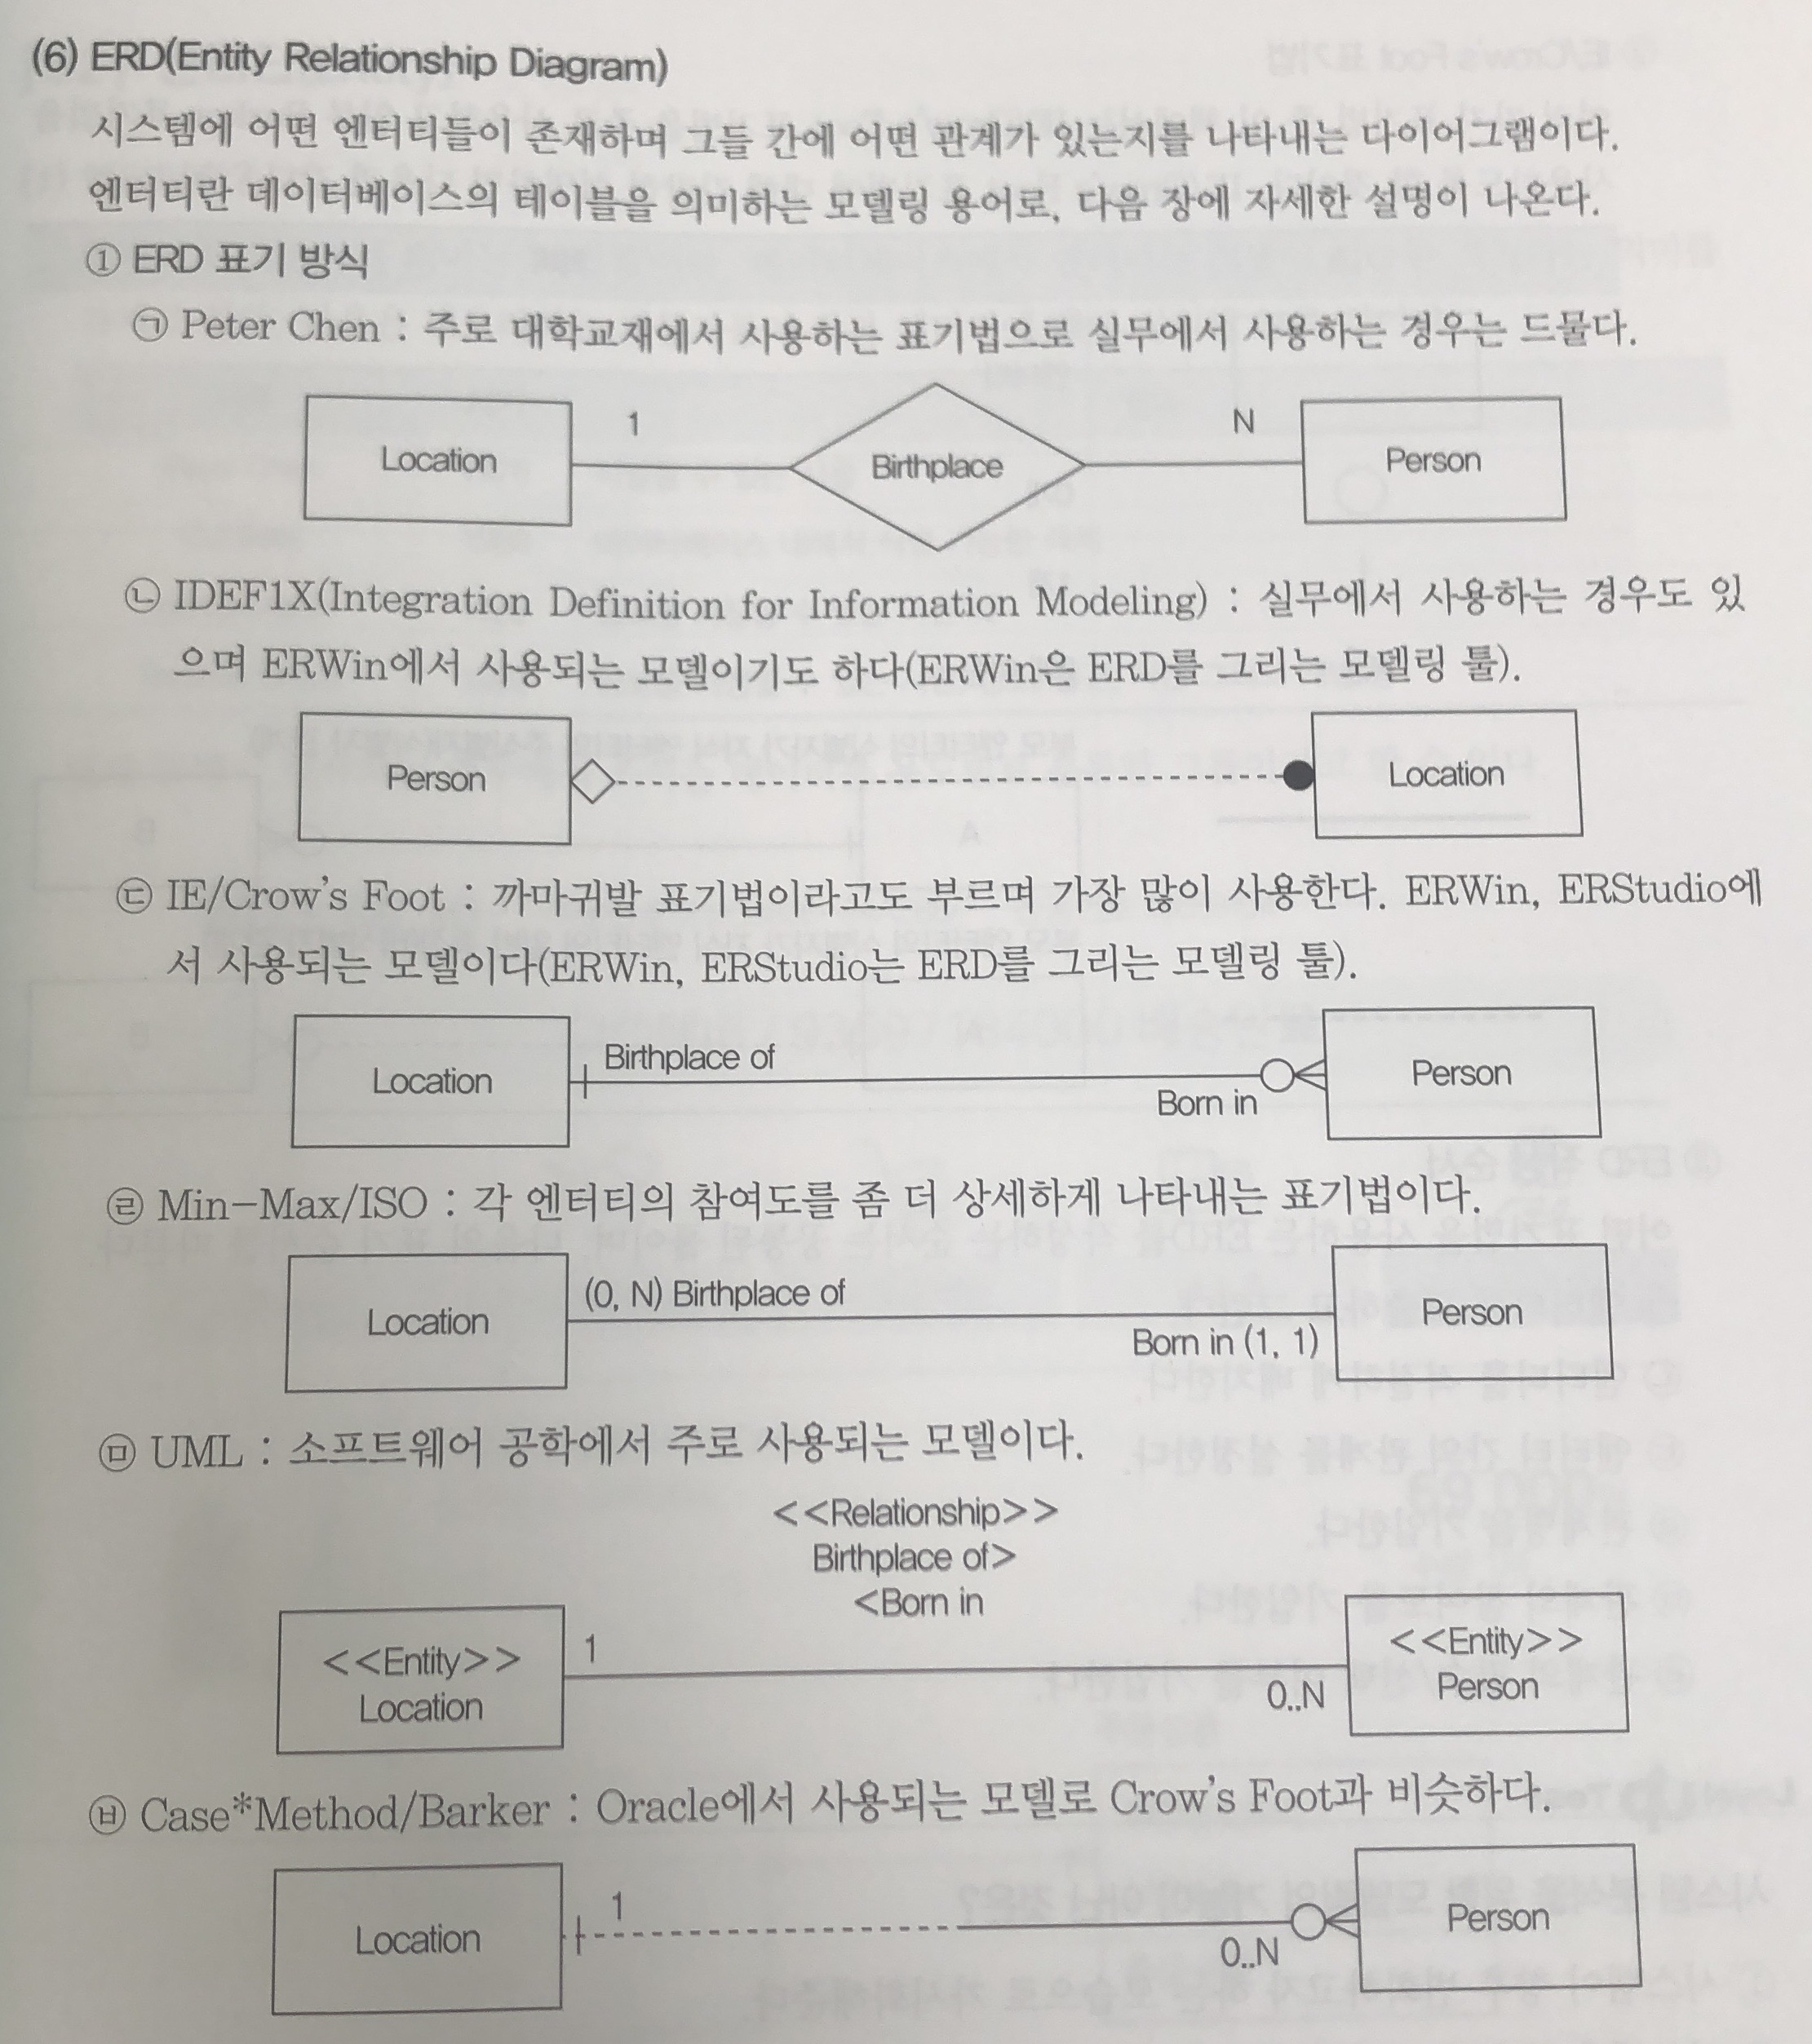 (6) ERD(Entity Relationship Diagram)
시스템에 어떤 엔터티들이 존재하며 그들 간에 어떤 관계가 있는지를 나타내는 다이어그램이다.
엔터티란 데이터베이스의 테이블을 의미하는 모델링 용어로, 다음 장에 자세한 설명이 나온다.
① ERD 표기 방식
㉠ Peter Chen : 주로 대학교재에서 사용하는 표기법으로 실무에서 사용하는 경우는 드물다.
Location 1 Birthplace N Person
㉡ IDEF1X(Integration Definition for Information Modeling) : 실무에서 사용하는 경우도 있
으며 ERWin에서 사용되는 모델이기도 하다(ERWin은 ERD를 그리는 모델링 툴).
Person Location
㉢ IE/Crow's Foot : 까마귀발 표기법이라고도 부르며 가장 많이 사용한다. ERWin, ERStudio에
서 사용되는 모델이다(ERWin, ERStudio는 ERD를 그리는 모델링 툴).
Location Birthplace of Born in Person
㉣ Min-Max/ISO : 각 엔터티의 참여도를 좀 더 상세하게 나타내는 표기법이다.
Location (0, N) Birthplace of Born in (1, 1) Person
㉤ UML : 소프트웨어 공학에서 주로 사용되는 모델이다.
<<Relationship>>
Birthplace of>
<Born in
<<Entity>> 1 <<Entity>>
Location 0..N Person
㉥ Case*Method/Barker : Oracle에서 사용되는 모델로 Crow's Foot과 비슷하다.
Location 1 0..N Person